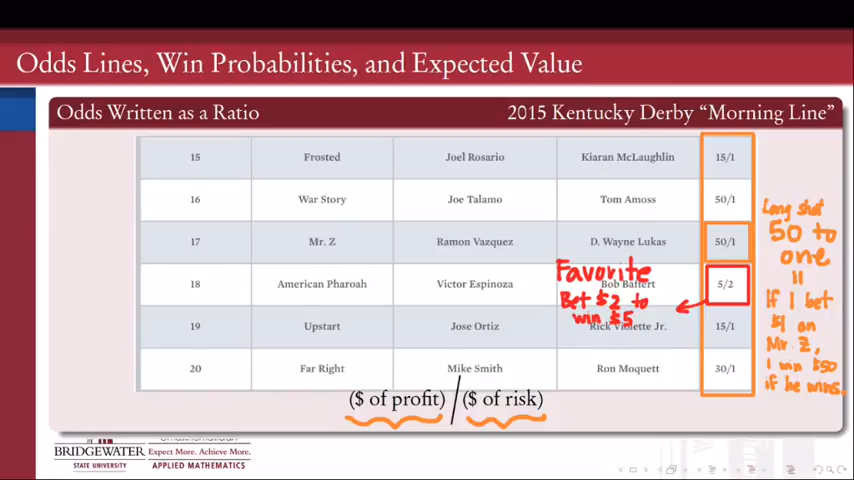 Odds Lines, Win Probabilities, and Expected Value
Odds Written as a Ratio 2015 Kentucky Derby “Morning Line”
15 Frosted Joel Rosario Kiaran McLaughlin 15/1
16 War Story Joe Talamo Tom Amoss 50/1
17 Mr. Z Ramon Vazquez D. Wayne Lukas 50/1
18 American Pharoah Victor Espinoza Bob Baffert 5/2
19 Upstart Jose Ortiz Rick Violette Jr. 15/1
20 Far Right Mike Smith Ron Moquett 30/1
Favorite
Bet $2 to
win $5
Long shot
50 to
one
=
If I bet
$1 on
Mr. Z,
I win $50
if he wins.
($ of profit) / ($ of risk)
BRIDGEWATER
STATE UNIVERSITY
Expect More. Achieve More.
APPLIED MATHEMATICS